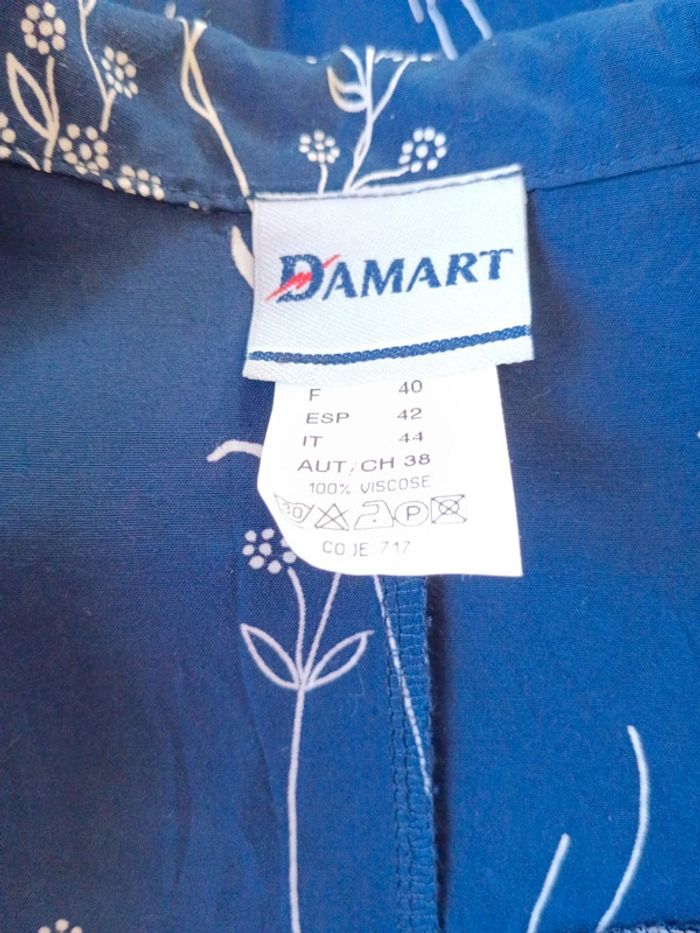 DAMART
F 40
ESP 42
IT 44
AUT/CH 38
100% VISCOSE
30 P
CODE 717